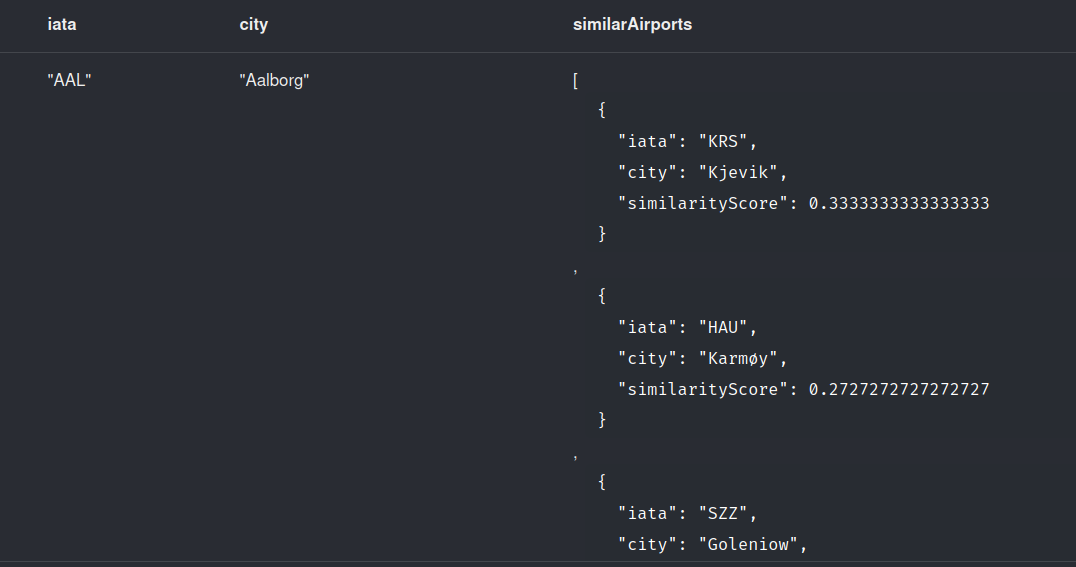 iata city similarAirports
"AAL" "Aalborg" [
{
"iata": "KRS",
"city": "Kjevik",
"similarityScore": 0.3333333333333333
}
,
{
"iata": "HAU",
"city": "Karmøy",
"similarityScore": 0.2727272727272727
}
,
{
"iata": "SZZ",
"city": "Goleniow",